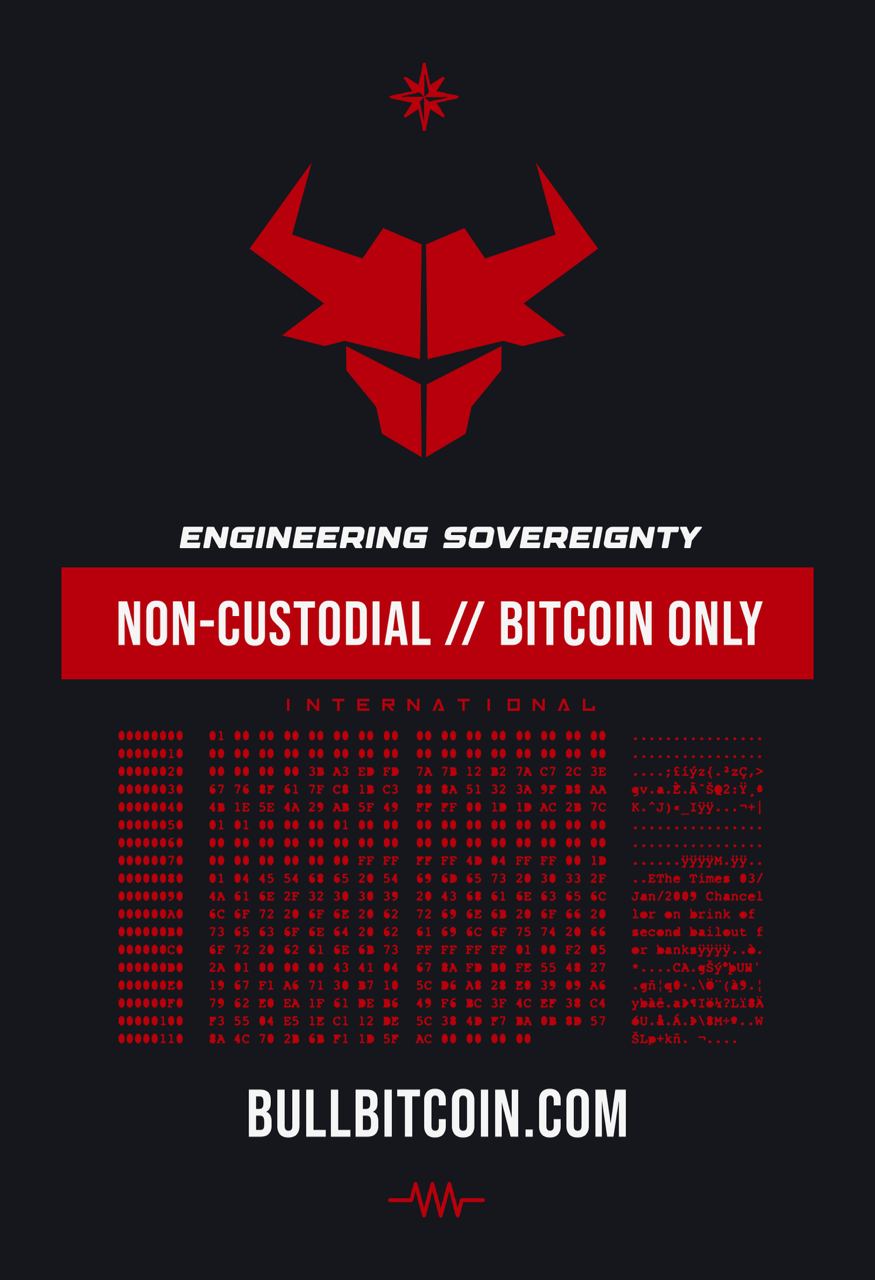 ENGINEERING SOVEREIGNTY
NON-CUSTODIAL // BITCOIN ONLY
INTERNATIONAL
00000000 01 00 00 00 00 00 00 00 00 00 00 00 00 00 00 00 ................
00000010 00 00 00 00 00 00 00 00 00 00 00 00 00 00 00 00 ................
00000020 00 00 00 00 3B A3 ED FD 7A 7B 12 B2 7A C7 2C 3E ....;£íýz{.²zÇ,>
00000030 67 76 8F 61 7F C8 1B C3 88 8A 51 32 3A 9F B8 AA gv.a.È.ÃˆŠQ2:Ÿ¸ª
00000040 4B 1E 5E 4A 29 AB 5F 49 FF FF 00 1D 1D AC 2B 7C K.^J)«_Iÿÿ...¬+|
00000050 01 01 00 00 00 01 00 00 00 00 00 00 00 00 00 00 ................
00000060 00 00 00 00 00 00 00 00 00 00 00 00 00 00 00 00 ................
00000070 00 00 00 00 00 00 FF FF FF FF 4D 04 FF FF 00 1D ......ÿÿÿÿM.ÿÿ..
00000080 01 04 45 54 68 65 20 54 69 6D 65 73 20 30 33 2F ..EThe Times 03/
00000090 4A 61 6E 2F 32 30 30 39 20 43 68 61 6E 63 65 6C Jan/2009 Chancel
000000A0 6C 6F 72 20 6F 6E 20 62 72 69 6E 6B 20 6F 66 20 lor on brink of
000000B0 73 65 63 6F 6E 64 20 62 61 69 6C 6F 75 74 20 66 second bailout f
000000C0 6F 72 20 62 61 6E 6B 73 FF FF FF FF 01 00 F2 05 or banksÿÿÿÿ..ò.
000000D0 2A 01 00 00 00 43 41 04 67 8A FD B0 FE 55 48 27 *....CA.gŠý°þUH'
000000E0 19 67 F1 A6 71 30 B7 10 5C D6 A8 28 E0 39 09 A6 .gñ¦q0·.\Ö¨(à9.¦
000000F0 79 62 E0 EA 1F 61 DE B6 49 F6 BC 3F 4C EF 38 C4 ybàê.aÞ¶Iö¼?Lï8Ä
00000100 F3 55 04 E5 1E C1 12 DE 5C 38 4D F7 BA 0B 8D 57 óU.å.Á.Þ\8M÷º..W
00000110 8A 4C 70 2B 6B F1 1D 5F AC 00 00 00 00 ŠLp+kñ. ¬....
BULLBITCOIN.COM